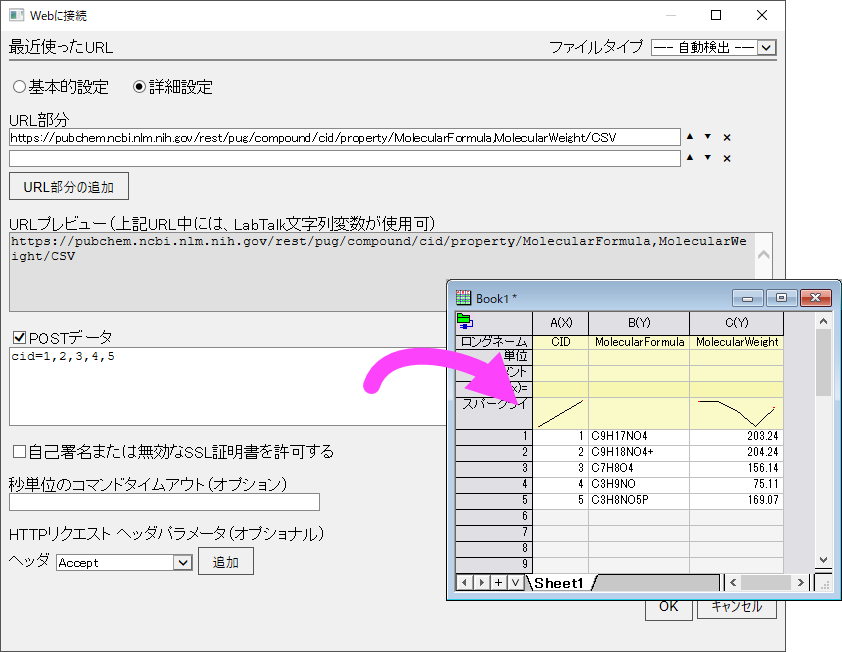 Webに接続
最近使ったURL
ファイルタイプ --- 自動検出 ---
基本的設定 詳細設定
URL部分
https://pubchem.ncbi.nlm.nih.gov/rest/pug/compound/cid/property/MolecularFormula,MolecularWeight/CSV
URL部分の追加
URLプレビュー(上記URL中には、LabTalk文字列変数が使用可)
https://pubchem.ncbi.nlm.nih.gov/rest/pug/compound/cid/property/MolecularFormula,MolecularWe
ight/CSV
POSTデータ
cid=1,2,3,4,5
自己署名または無効なSSL証明書を許可する
秒単位のコマンドタイムアウト(オプション)
HTTPリクエスト ヘッダパラメータ(オプショナル)
ヘッダ Accept 追加
OK キャンセル
Book1 *
A(X) B(Y) C(Y)
ロングネーム CID MolecularFormula MolecularWeight
単位
ント
x)=
スパークライ
1 1 C9H17NO4 203.24
2 2 C9H18NO4+ 204.24
3 3 C7H8O4 156.14
4 4 C3H9NO 75.11
5 5 C3H8NO5P 169.07
6
7
8
9
Sheet1